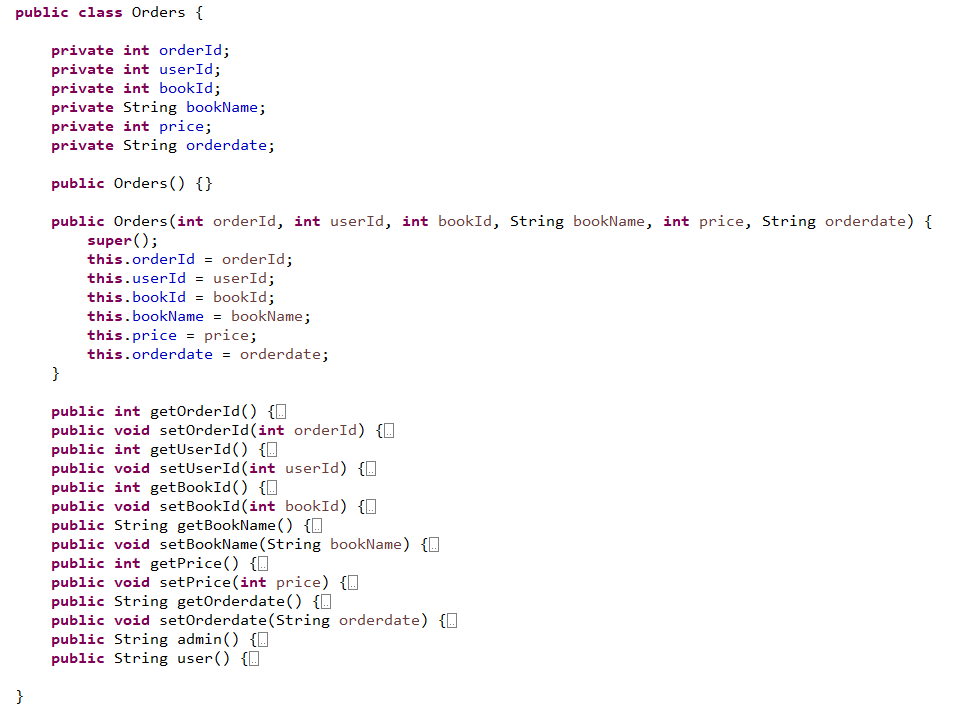 public class Orders {
private int orderId;
private int userId;
private int bookId;
private String bookName;
private int price;
private String orderdate;
public Orders() {}
public Orders(int orderId, int userId, int bookId, String bookName, int price, String orderdate) {
super();
this.orderId = orderId;
this.userId = userId;
this.bookId = bookId;
this.bookName = bookName;
this.price = price;
this.orderdate = orderdate;
}
public int getOrderId() {..
public void setOrderId(int orderId) {..
public int getUserId() {..
public void setUserId(int userId) {..
public int getBookId() {..
public void setBookId(int bookId) {..
public String getBookName() {..
public void setBookName(String bookName) {..
public int getPrice() {..
public void setPrice(int price) {..
public String getOrderdate() {..
public void setOrderdate(String orderdate) {..
public String admin() {..
public String user() {..
}